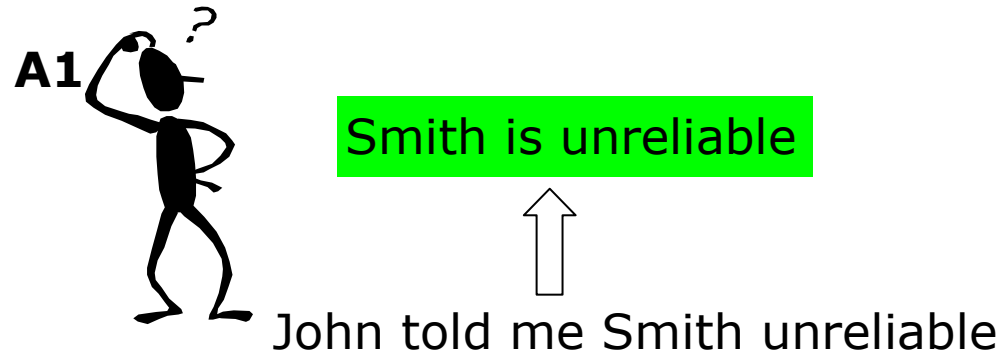 ?
A1
Smith is unreliable
John told me Smith unreliable